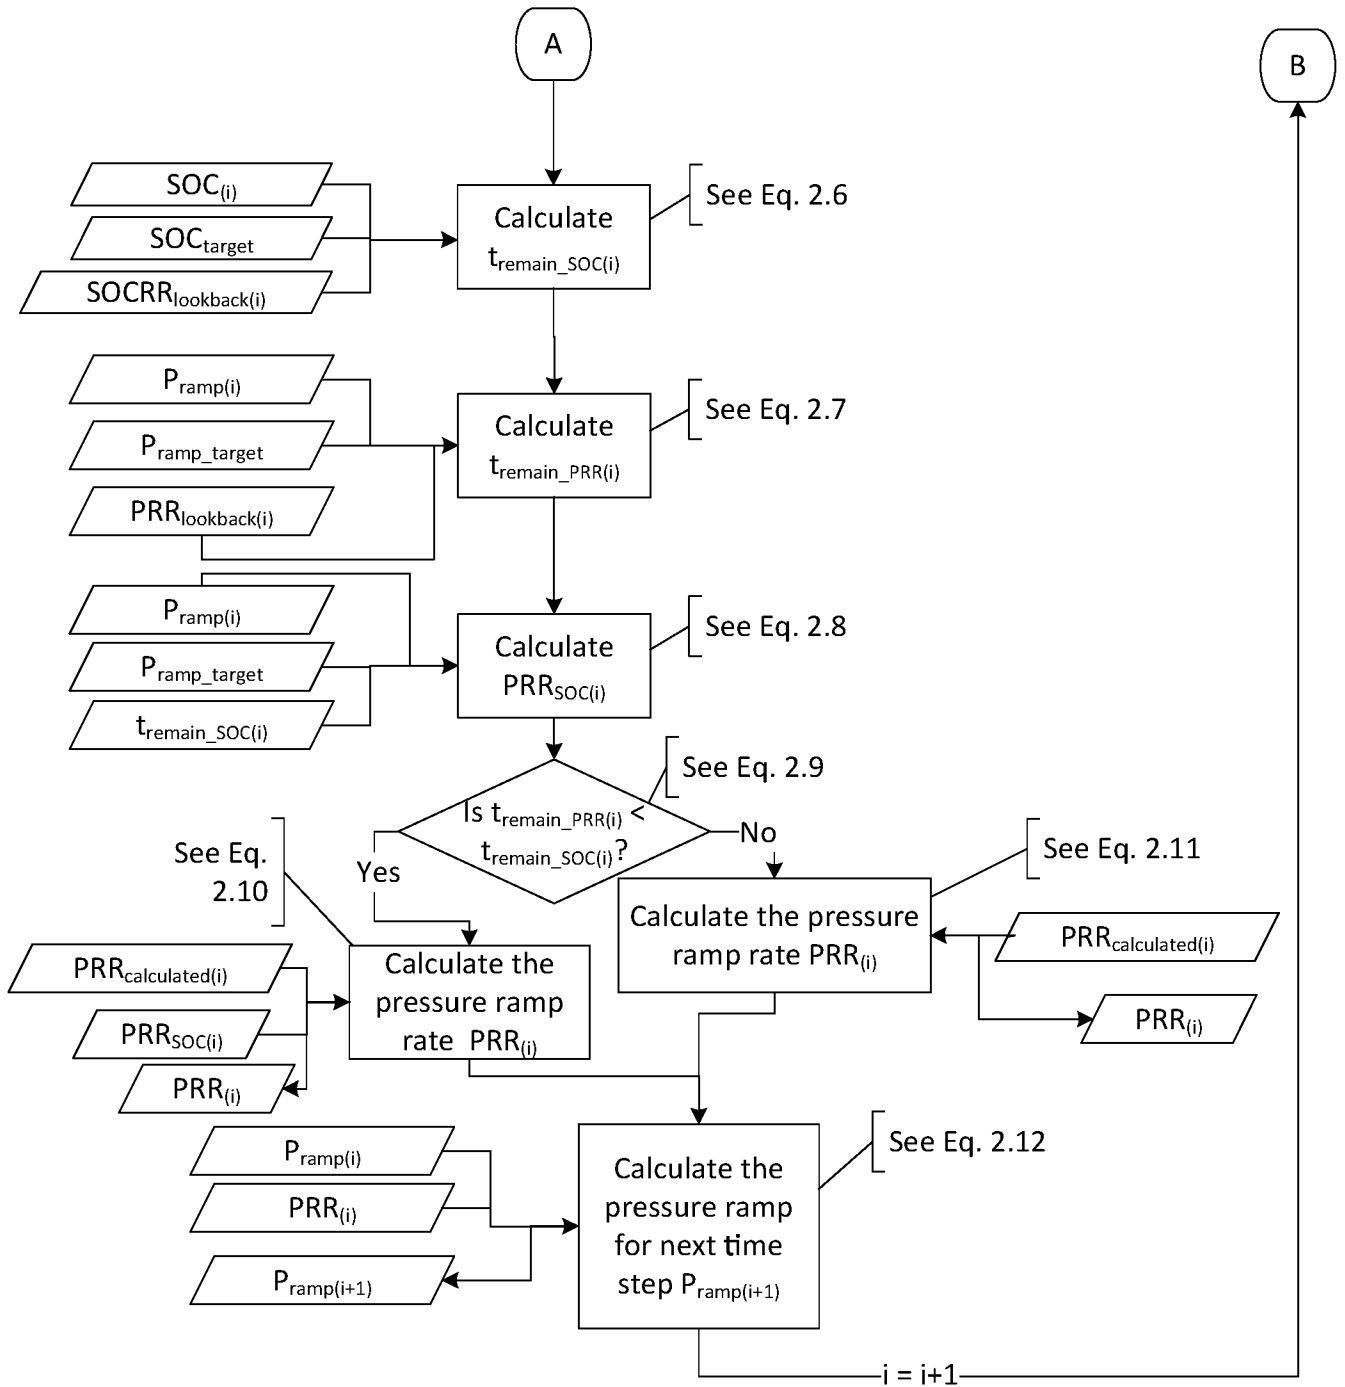 A
B
SOC(i)
SOCtarget
SOCRRlookback(i)
Calculate
tremain_SOC(i)
See Eq. 2.6
Pramp(i)
Pramp_target
PRRlookback(i)
Calculate
tremain_PRR(i)
See Eq. 2.7
Pramp(i)
Pramp_target
tremain_SOC(i)
Calculate
PRRSOC(i)
See Eq. 2.8
Is tremain_PRR(i) <
tremain_SOC(i)?
See Eq. 2.9
Yes
No
See Eq.
2.10
PRRcalculated(i)
PRRSOC(i)
PRR(i)
Calculate the
pressure ramp
rate PRR(i)
Calculate the pressure
ramp rate PRR(i)
See Eq. 2.11
PRRcalculated(i)
PRR(i)
Pramp(i)
PRR(i)
Pramp(i+1)
Calculate the
pressure ramp
for next time
step Pramp(i+1)
See Eq. 2.12
i = i+1